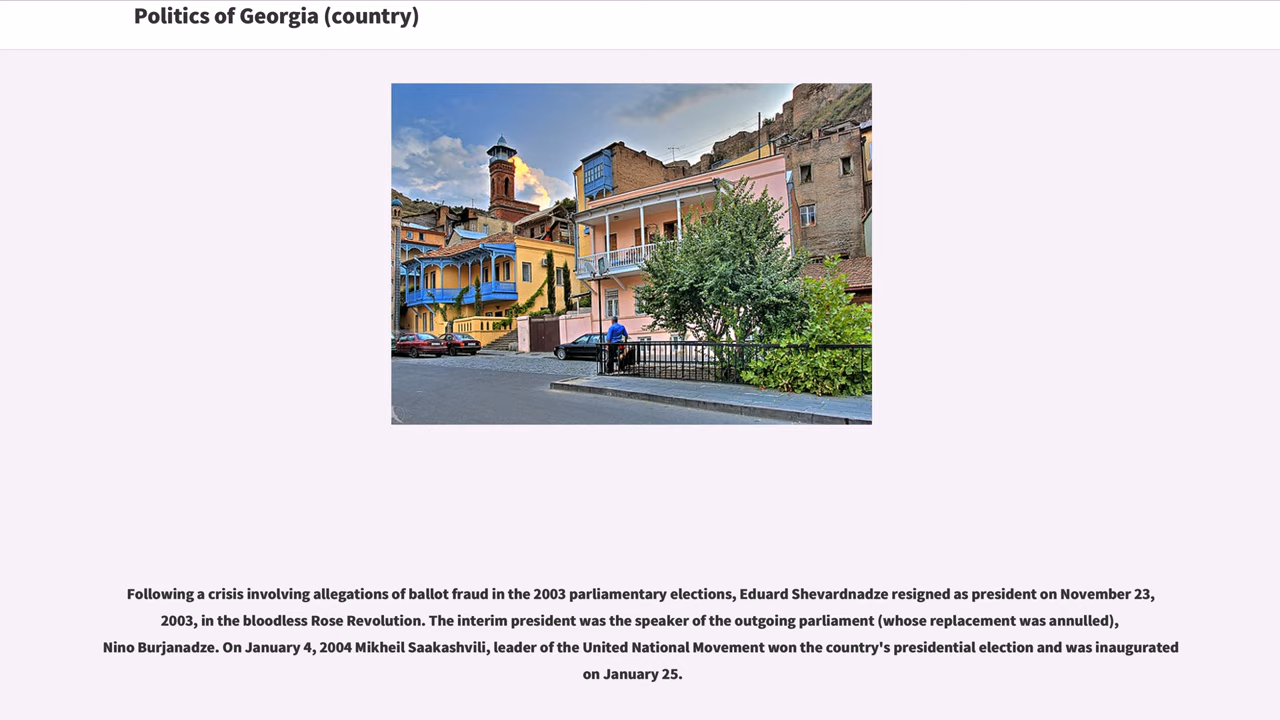 Politics of Georgia (country)
Following a crisis involving allegations of ballot fraud in the 2003 parliamentary elections, Eduard Shevardnadze resigned as president on November 23,
2003, in the bloodless Rose Revolution. The interim president was the speaker of the outgoing parliament (whose replacement was annulled),
Nino Burjanadze. On January 4, 2004 Mikheil Saakashvili, leader of the United National Movement won the country's presidential election and was inaugurated
on January 25.